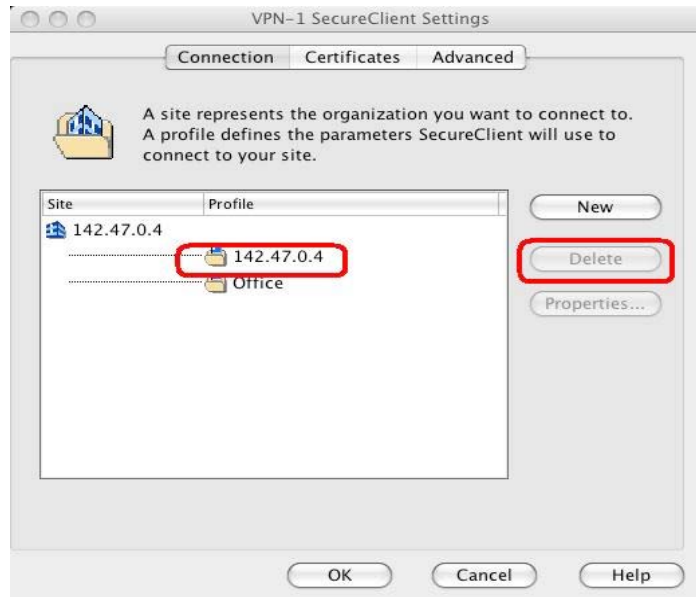 VPN-1 SecureClient Settings
Connection Certificates Advanced
A site represents the organization you want to connect to.
A profile defines the parameters SecureClient will use to
connect to your site.
Site Profile
142.47.0.4
142.47.0.4
Office
New
Delete
Properties...
OK Cancel Help